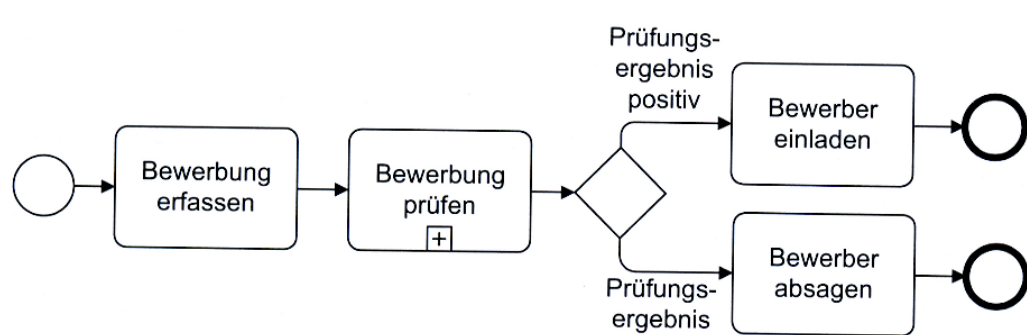 Bewerbung
erfassen
Bewerbung
prüfen
+
Prüfungs-
ergebnis
positiv
Bewerber
einladen
Prüfungs-
ergebnis
Bewerber
absagen